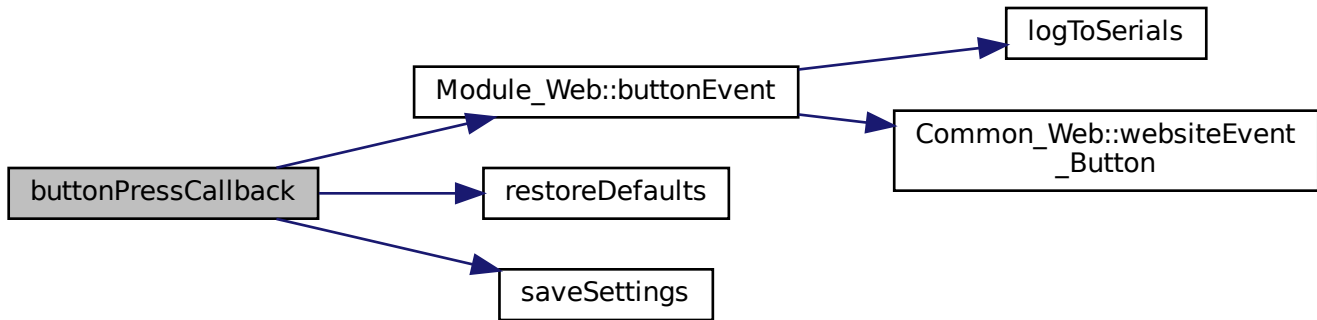 buttonPressCallback
Module_Web::buttonEvent
logToSerials
Common_Web::websiteEvent
_Button
restoreDefaults
saveSettings